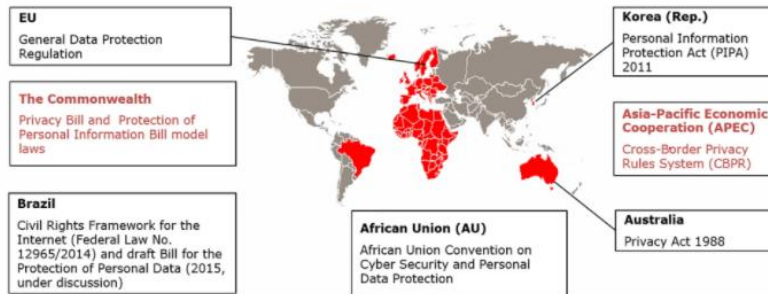 EU
General Data Protection
Regulation
The Commonwealth
Privacy Bill and Protection of
Personal Information Bill model
laws
Brazil
Civil Rights Framework for the
Internet (Federal Law No.
12965/2014) and draft Bill for the
Protection of Personal Data (2015,
under discussion)
African Union (AU)
African Union Convention on
Cyber Security and Personal
Data Protection
Korea (Rep.)
Personal Information
Protection Act (PIPA)
2011
Asia-Pacific Economic
Cooperation (APEC)
Cross-Border Privacy
Rules System (CBPR)
Australia
Privacy Act 1988